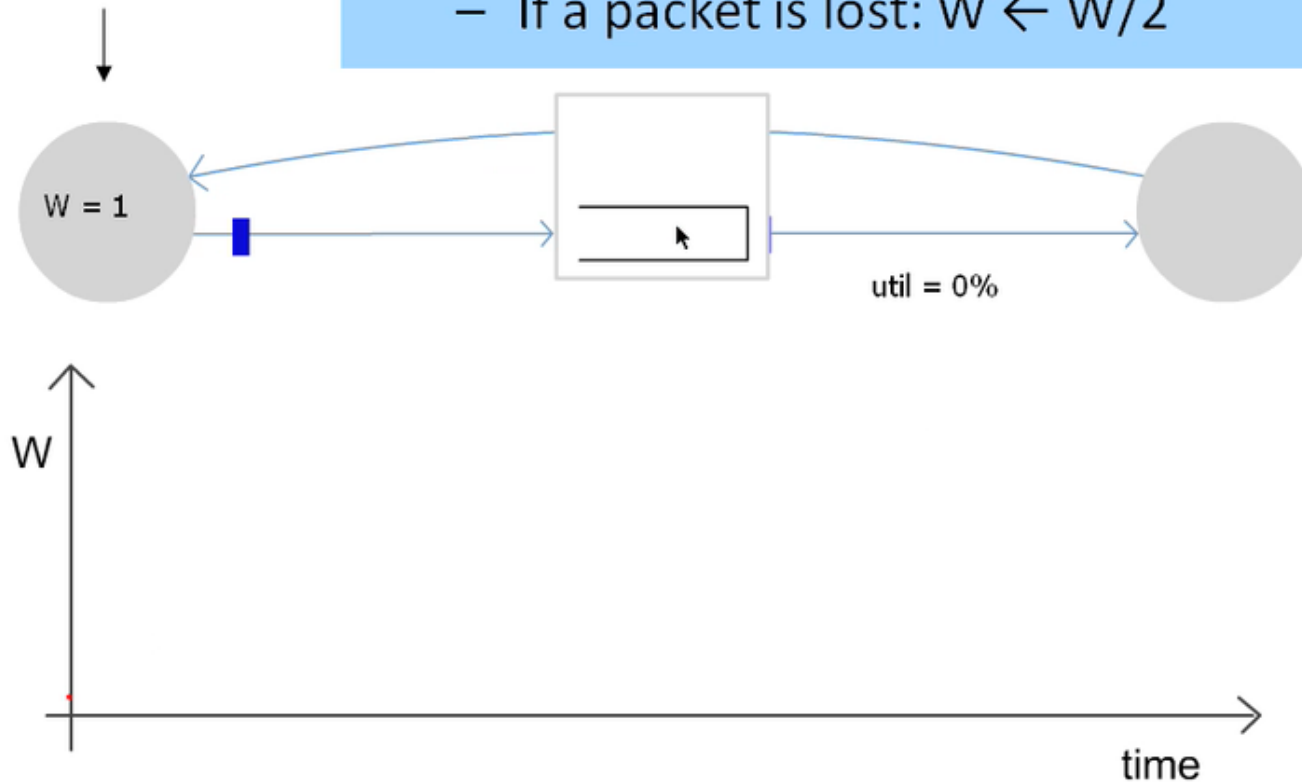 – If a packet is lost: W ← W/2
W = 1
util = 0%
W
time